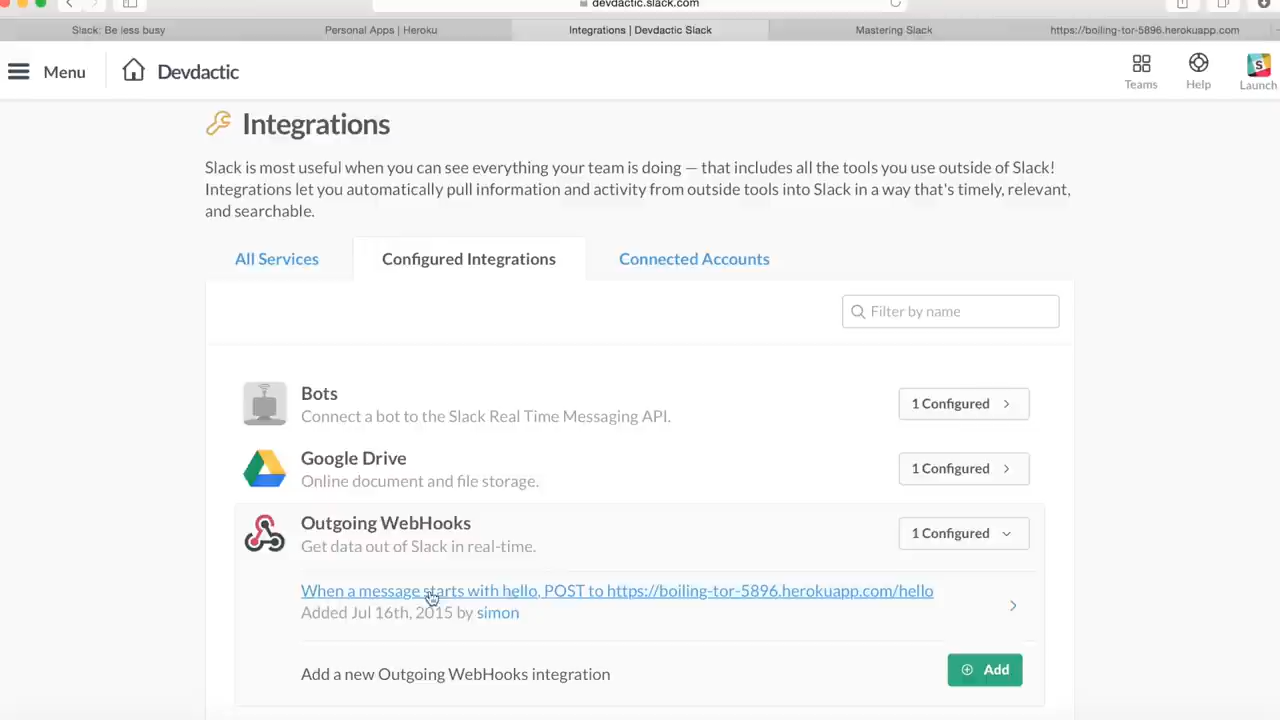 devdactic.slack.com
Slack: Be less busy
Personal Apps | Heroku
Integrations | Devdactic Slack
Mastering Slack
https://boiling-tor-5896.herokuapp.com
Menu
Devdactic
Teams
Help
Launch
Integrations
Slack is most useful when you can see everything your team is doing — that includes all the tools you use outside of Slack!
Integrations let you automatically pull information and activity from outside tools into Slack in a way that's timely, relevant,
and searchable.
All Services
Configured Integrations
Connected Accounts
Filter by name
Bots
Connect a bot to the Slack Real Time Messaging API.
1 Configured
Google Drive
Online document and file storage.
1 Configured
Outgoing WebHooks
Get data out of Slack in real-time.
1 Configured
When a message starts with hello, POST to https://boiling-tor-5896.herokuapp.com/hello
Added Jul 16th, 2015 by simon
Add a new Outgoing WebHooks integration
Add